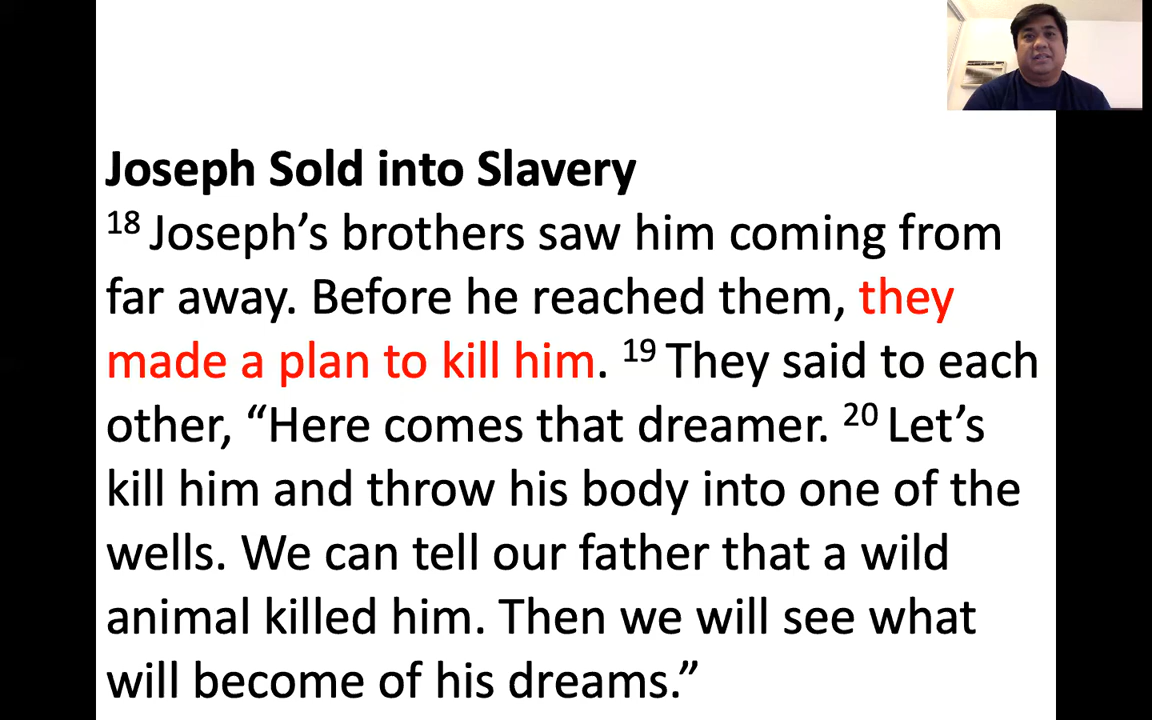 Joseph Sold into Slavery
18 Joseph’s brothers saw him coming from
far away. Before he reached them, they
made a plan to kill him. 19 They said to each
other, “Here comes that dreamer. 20 Let’s
kill him and throw his body into one of the
wells. We can tell our father that a wild
animal killed him. Then we will see what
will become of his dreams.”